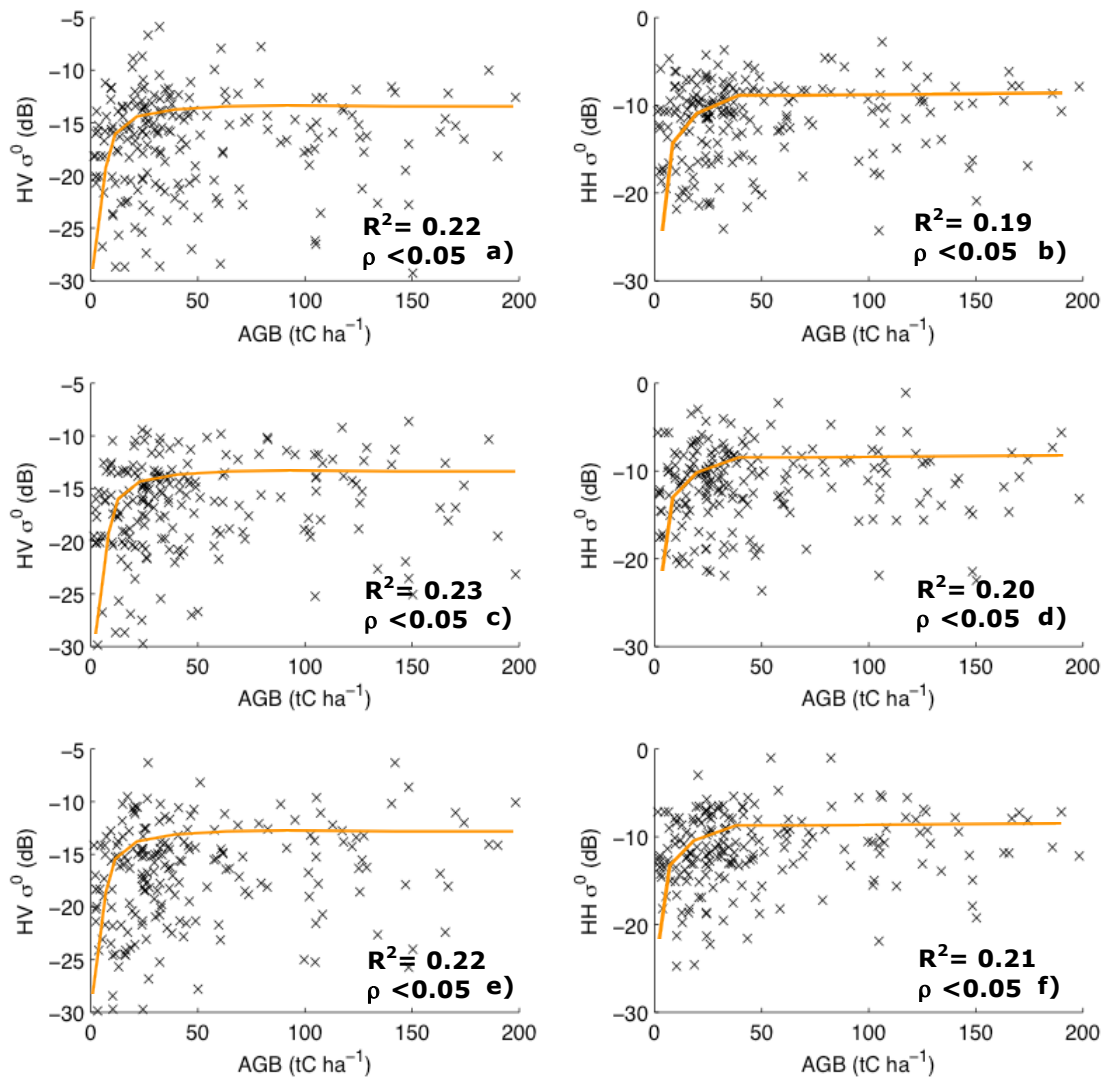 −5
−10
−15
−20
−25
−30
HV σ⁰ (dB)
R²= 0.22
ρ <0.05 a)
0 50 100 150 200
AGB (tC ha⁻¹)
0
−10
−20
−30
HH σ⁰ (dB)
R²= 0.19
ρ <0.05 b)
0 50 100 150 200
AGB (tC ha⁻¹)
−5
−10
−15
−20
−25
−30
HV σ⁰ (dB)
R²= 0.23
ρ <0.05 c)
0 50 100 150 200
AGB (tC ha⁻¹)
0
−10
−20
−30
HH σ⁰ (dB)
R²= 0.20
ρ <0.05 d)
0 50 100 150 200
AGB (tC ha⁻¹)
−5
−10
−15
−20
−25
−30
HV σ⁰ (dB)
R²= 0.22
ρ <0.05 e)
0 50 100 150 200
AGB (tC ha⁻¹)
0
−10
−20
−30
HH σ⁰ (dB)
R²= 0.21
ρ <0.05 f)
0 50 100 150 200
AGB (tC ha⁻¹)